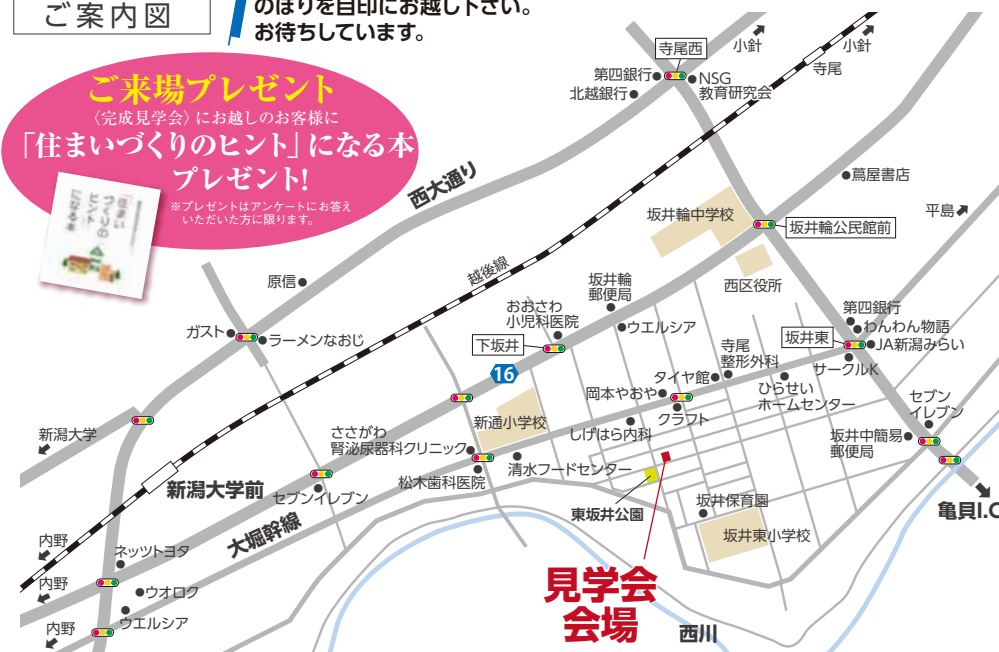 ご案内図
のぼりを目印にお越し下さい。
お待ちしています。
ご来場プレゼント
〈完成見学会〉にお越しのお客様に
「住まいづくりのヒント」になる本
プレゼント!
※プレゼントはアンケートにお答え
いただいた方に限ります。
「住まい
づくりの
ヒント」
になる本
寺尾西
小針
小針
寺尾
第四銀行
NSG
教育研究会
北越銀行
西大通り
蔦屋書店
坂井輪中学校
平島
坂井輪公民館前
越後線
西区役所
原信
坂井輪
郵便局
おおさわ
小児科医院
ウエルシア
第四銀行
わんわん物語
JA新潟みらい
坂井東
サークルK
ガスト
ラーメンなおじ
下坂井
16
寺尾
整形外科
タイヤ館
岡本やおや
ひらせい
ホームセンター
クラフト
セブン
イレブン
新通小学校
しげはら内科
坂井中簡易
郵便局
新潟大学
ささがわ
腎泌尿器科クリニック
清水フードセンター
松木歯科医院
新潟大学前
セブンイレブン
東坂井公園
坂井保育園
亀貝I.C
大堀幹線
坂井東小学校
内野
ネッツトヨタ
内野
ウオロク
ウエルシア
内野
見学会
会場
西川